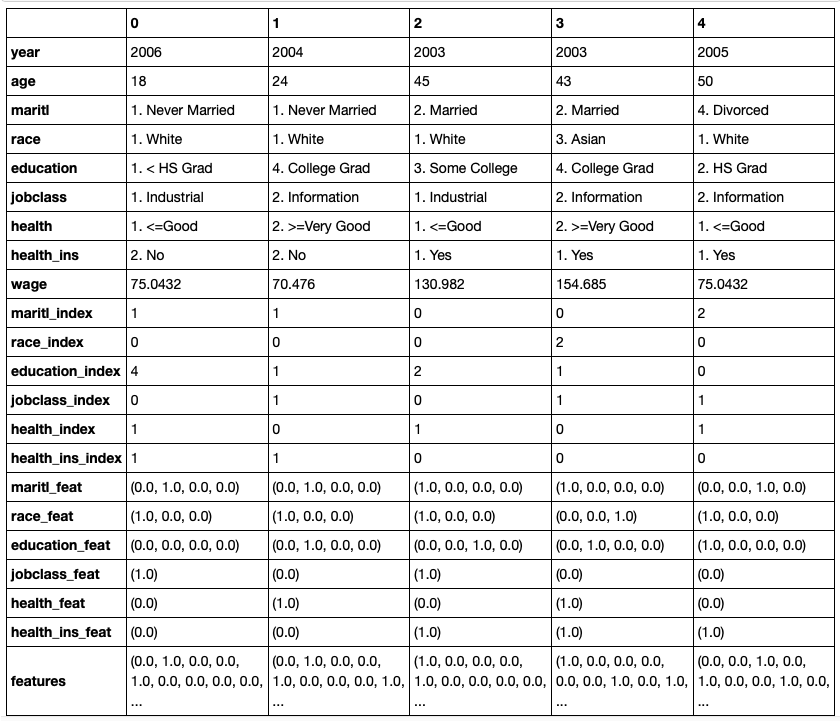 0 1 2 3 4
year 2006 2004 2003 2003 2005
age 18 24 45 43 50
maritl 1. Never Married 1. Never Married 2. Married 2. Married 4. Divorced
race 1. White 1. White 1. White 3. Asian 1. White
education 1. < HS Grad 4. College Grad 3. Some College 4. College Grad 2. HS Grad
jobclass 1. Industrial 2. Information 1. Industrial 2. Information 2. Information
health 1. <=Good 2. >=Very Good 1. <=Good 2. >=Very Good 1. <=Good
health_ins 2. No 2. No 1. Yes 1. Yes 1. Yes
wage 75.0432 70.476 130.982 154.685 75.0432
maritl_index 1 1 0 0 2
race_index 0 0 0 2 0
education_index 4 1 2 1 0
jobclass_index 0 1 0 1 1
health_index 1 0 1 0 1
health_ins_index 1 1 0 0 0
maritl_feat (0.0, 1.0, 0.0, 0.0) (0.0, 1.0, 0.0, 0.0) (1.0, 0.0, 0.0, 0.0) (1.0, 0.0, 0.0, 0.0) (0.0, 0.0, 1.0, 0.0)
race_feat (1.0, 0.0, 0.0) (1.0, 0.0, 0.0) (1.0, 0.0, 0.0) (0.0, 0.0, 1.0) (1.0, 0.0, 0.0)
education_feat (0.0, 0.0, 0.0, 0.0) (0.0, 1.0, 0.0, 0.0) (0.0, 0.0, 1.0, 0.0) (0.0, 1.0, 0.0, 0.0) (1.0, 0.0, 0.0, 0.0)
jobclass_feat (1.0) (0.0) (1.0) (0.0) (0.0)
health_feat (0.0) (1.0) (0.0) (1.0) (0.0)
health_ins_feat (0.0) (0.0) (1.0) (1.0) (1.0)
(0.0, 1.0, 0.0, 0.0, (0.0, 1.0, 0.0, 0.0, (1.0, 0.0, 0.0, 0.0, (1.0, 0.0, 0.0, 0.0, (0.0, 0.0, 1.0, 0.0,
features 1.0, 0.0, 0.0, 0.0, 0.0, 1.0, 0.0, 0.0, 0.0, 1.0, 1.0, 0.0, 0.0, 0.0, 0.0, 0.0, 0.0, 1.0, 0.0, 1.0, 1.0, 0.0, 0.0, 1.0, 0.0,
... ... ... ... ...